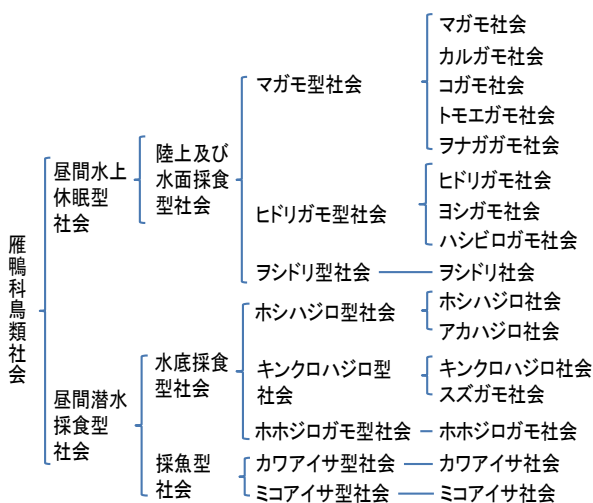 雁鴨科鳥類社会
昼間水上
休眠型
社会
陸上及び
水面採食
型社会
マガモ型社会
マガモ社会
カルガモ社会
コガモ社会
トモエガモ社会
ヲナガガモ社会
ヒドリガモ型社会
ヒドリガモ社会
ヨシガモ社会
ハシビロガモ社会
ヲシドリ型社会
ヲシドリ社会
昼間潜水
採食型
社会
水底採食
型社会
ホシハジロ型社会
ホシハジロ社会
アカハジロ社会
キンクロハジロ型
社会
キンクロハジロ社会
スズガモ社会
ホホジロガモ型社会
ホホジロガモ社会
採魚型
社会
カワアイサ型社会
カワアイサ社会
ミコアイサ型社会
ミコアイサ社会